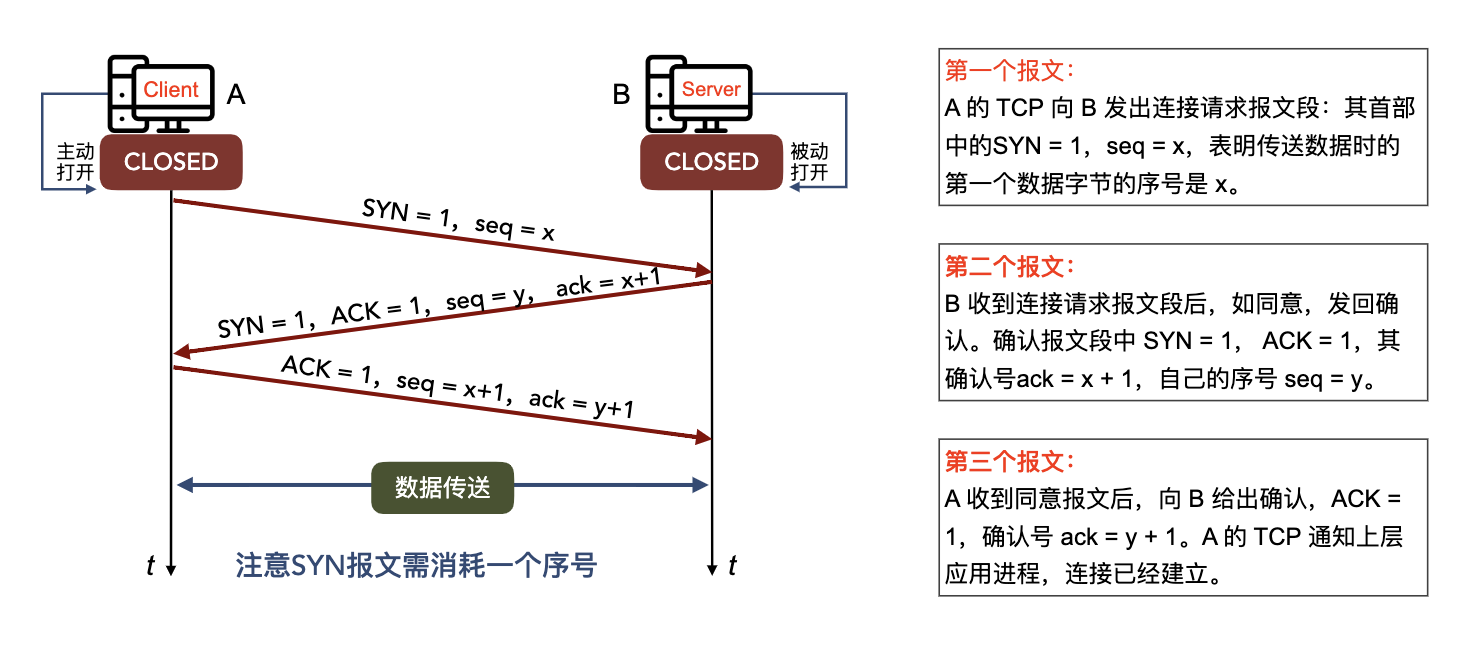 Client
A
B
Server
主动
打开
CLOSED
CLOSED
被动
打开
SYN = 1，seq = x
SYN = 1，ACK = 1，seq = y， ack = x+1
ACK = 1，seq = x+1，ack = y+1
数据传送
t
注意SYN报文需消耗一个序号
t
第一个报文：
A 的 TCP 向 B 发出连接请求报文段：其首部
中的SYN = 1，seq = x，表明传送数据时的
第一个数据字节的序号是 x。
第二个报文：
B 收到连接请求报文段后，如同意，发回确
认。确认报文段中 SYN = 1， ACK = 1，其
确认号ack = x + 1，自己的序号 seq = y。
第三个报文：
A 收到同意报文后，向 B 给出确认，ACK =
1，确认号 ack = y + 1。A 的 TCP 通知上层
应用进程，连接已经建立。